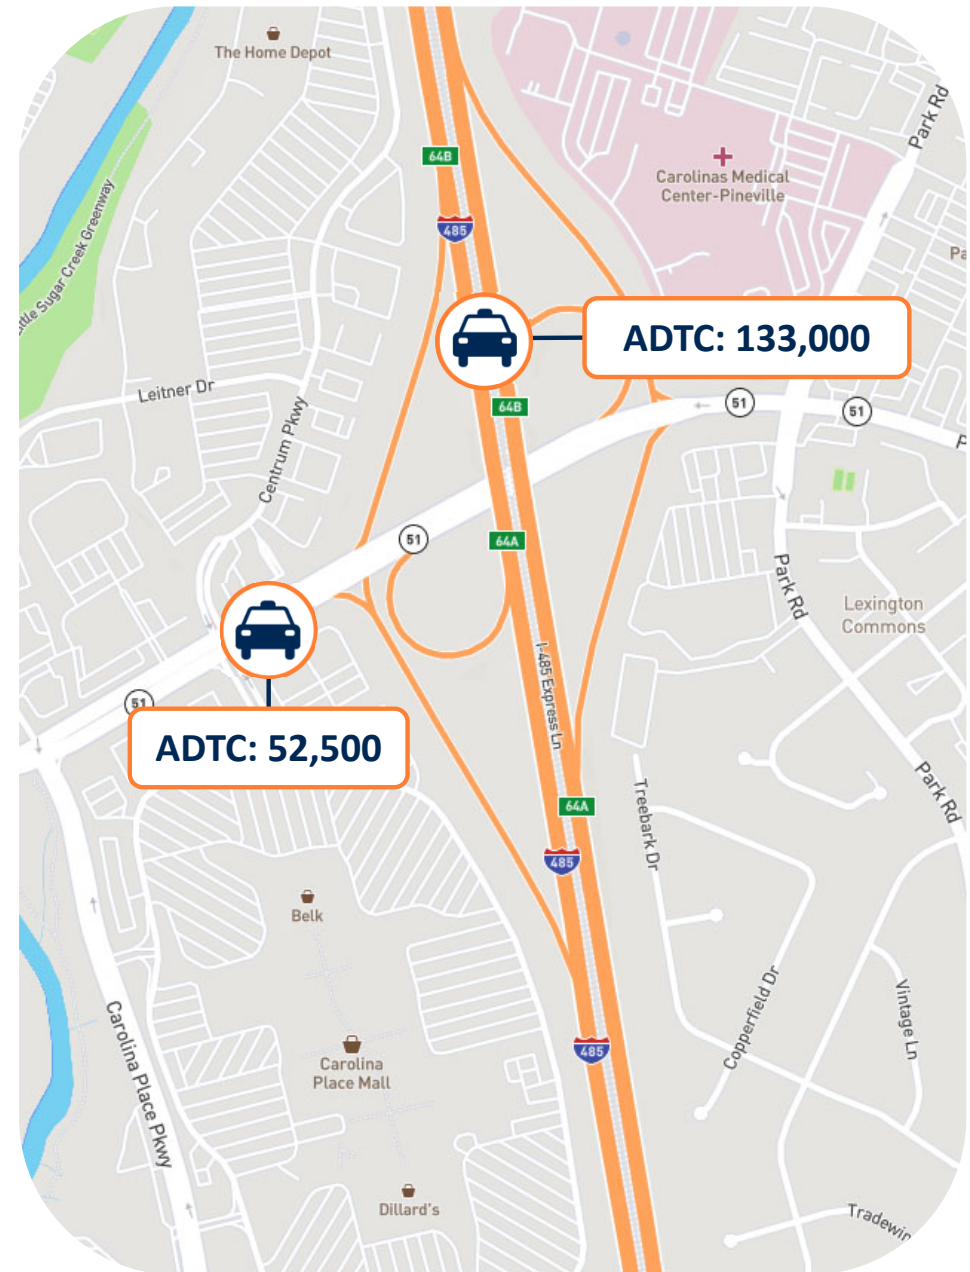 The Home Depot
Park Rd
64B
Carolinas Medical
Center-Pineville
485
Little Sugar Creek Greenway
ADTC: 133,000
Leitner Dr
64B
51
51
Centrum Pkwy
51
64A
Park Rd
Lexington
Commons
I-485 Express Ln
51
ADTC: 52,500
Park Rd
64A
Treebark Dr
485
Belk
Copperfield Dr
Vintage Ln
Carolina Place Pkwy
485
Carolina
Place Mall
Dillard's